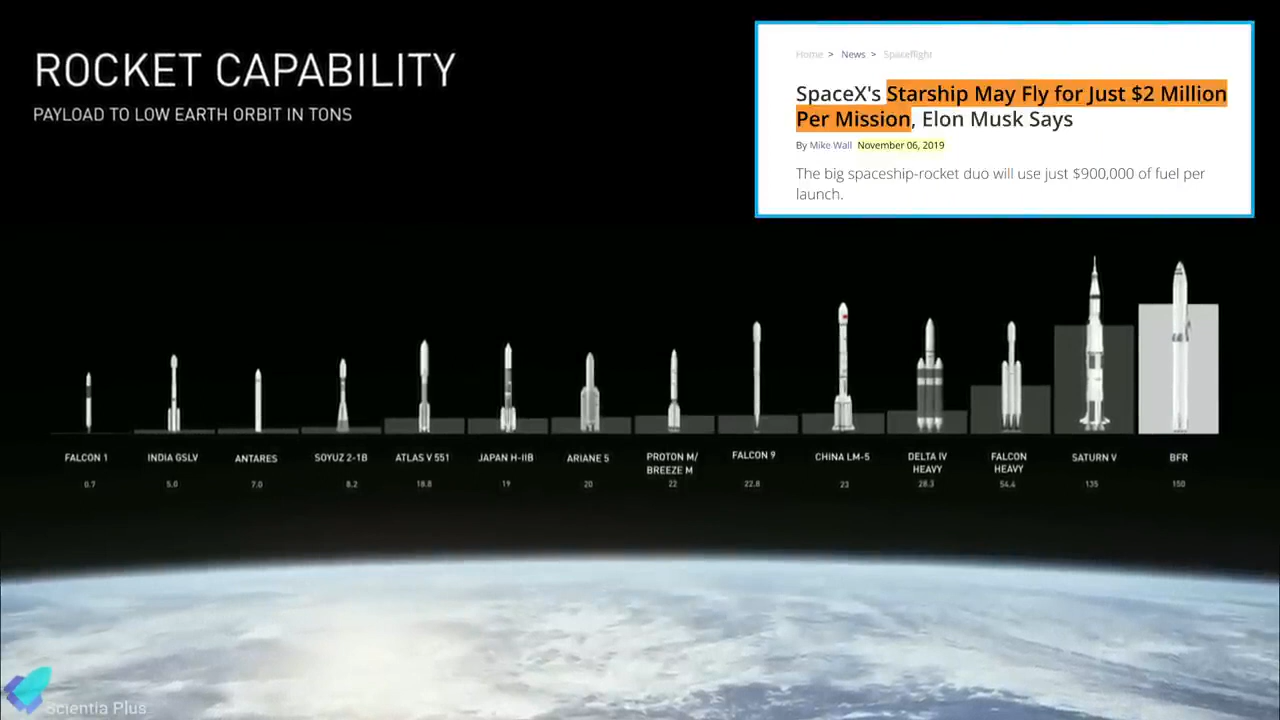 ROCKET CAPABILITY
PAYLOAD TO LOW EARTH ORBIT IN TONS
Home > News > Spaceflight
SpaceX's Starship May Fly for Just $2 Million
Per Mission, Elon Musk Says
By Mike Wall November 06, 2019
The big spaceship-rocket duo will use just $900,000 of fuel per
launch.
FALCON 1
0.7
INDIA GSLV
5.0
ANTARES
7.0
SOYUZ 2-1B
8.2
ATLAS V 551
18.8
JAPAN H-IIB
19
ARIANE 5
20
PROTON M/
BREEZE M
22
FALCON 9
22.8
CHINA LM-5
23
DELTA IV
HEAVY
28.3
FALCON
HEAVY
54.4
SATURN V
135
BFR
150
Scientia Plus